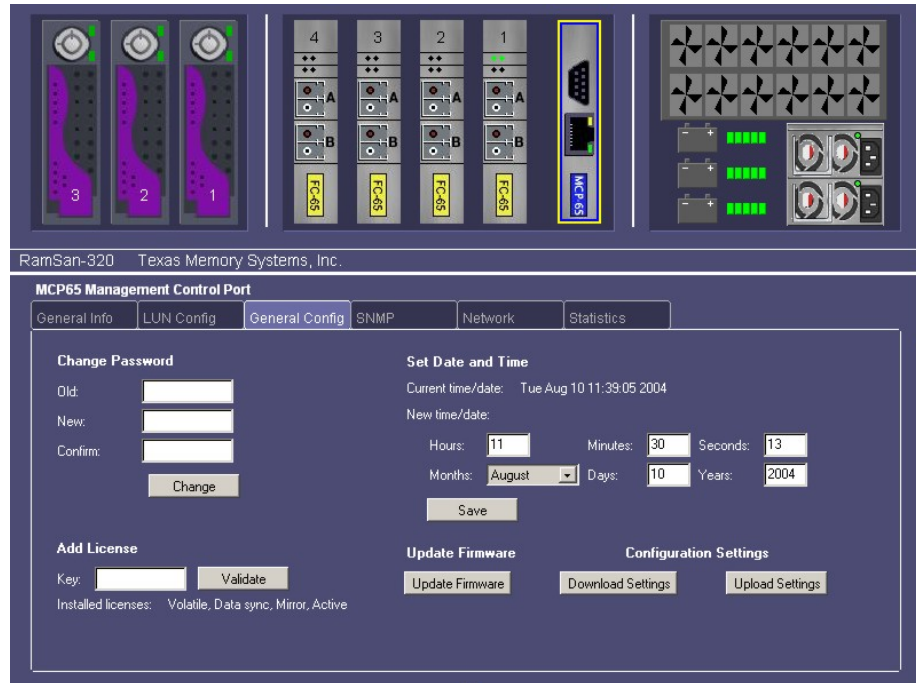 4 3 2 1
A A A A
B B B B
3 2 1
FC-65 FC-65 FC-65 FC-65 MCP-65
RamSan-320 Texas Memory Systems, Inc.
MCP65 Management Control Port
General Info LUN Config General Config SNMP Network Statistics
Change Password
Old:
New:
Confirm:
Change
Set Date and Time
Current time/date: Tue Aug 10 11:39:05 2004
New time/date:
Hours: 11 Minutes: 30 Seconds: 13
Months: August Days: 10 Years: 2004
Save
Add License
Key: Validate
Installed licenses: Volatile, Data sync, Mirror, Active
Update Firmware
Update Firmware
Configuration Settings
Download Settings Upload Settings